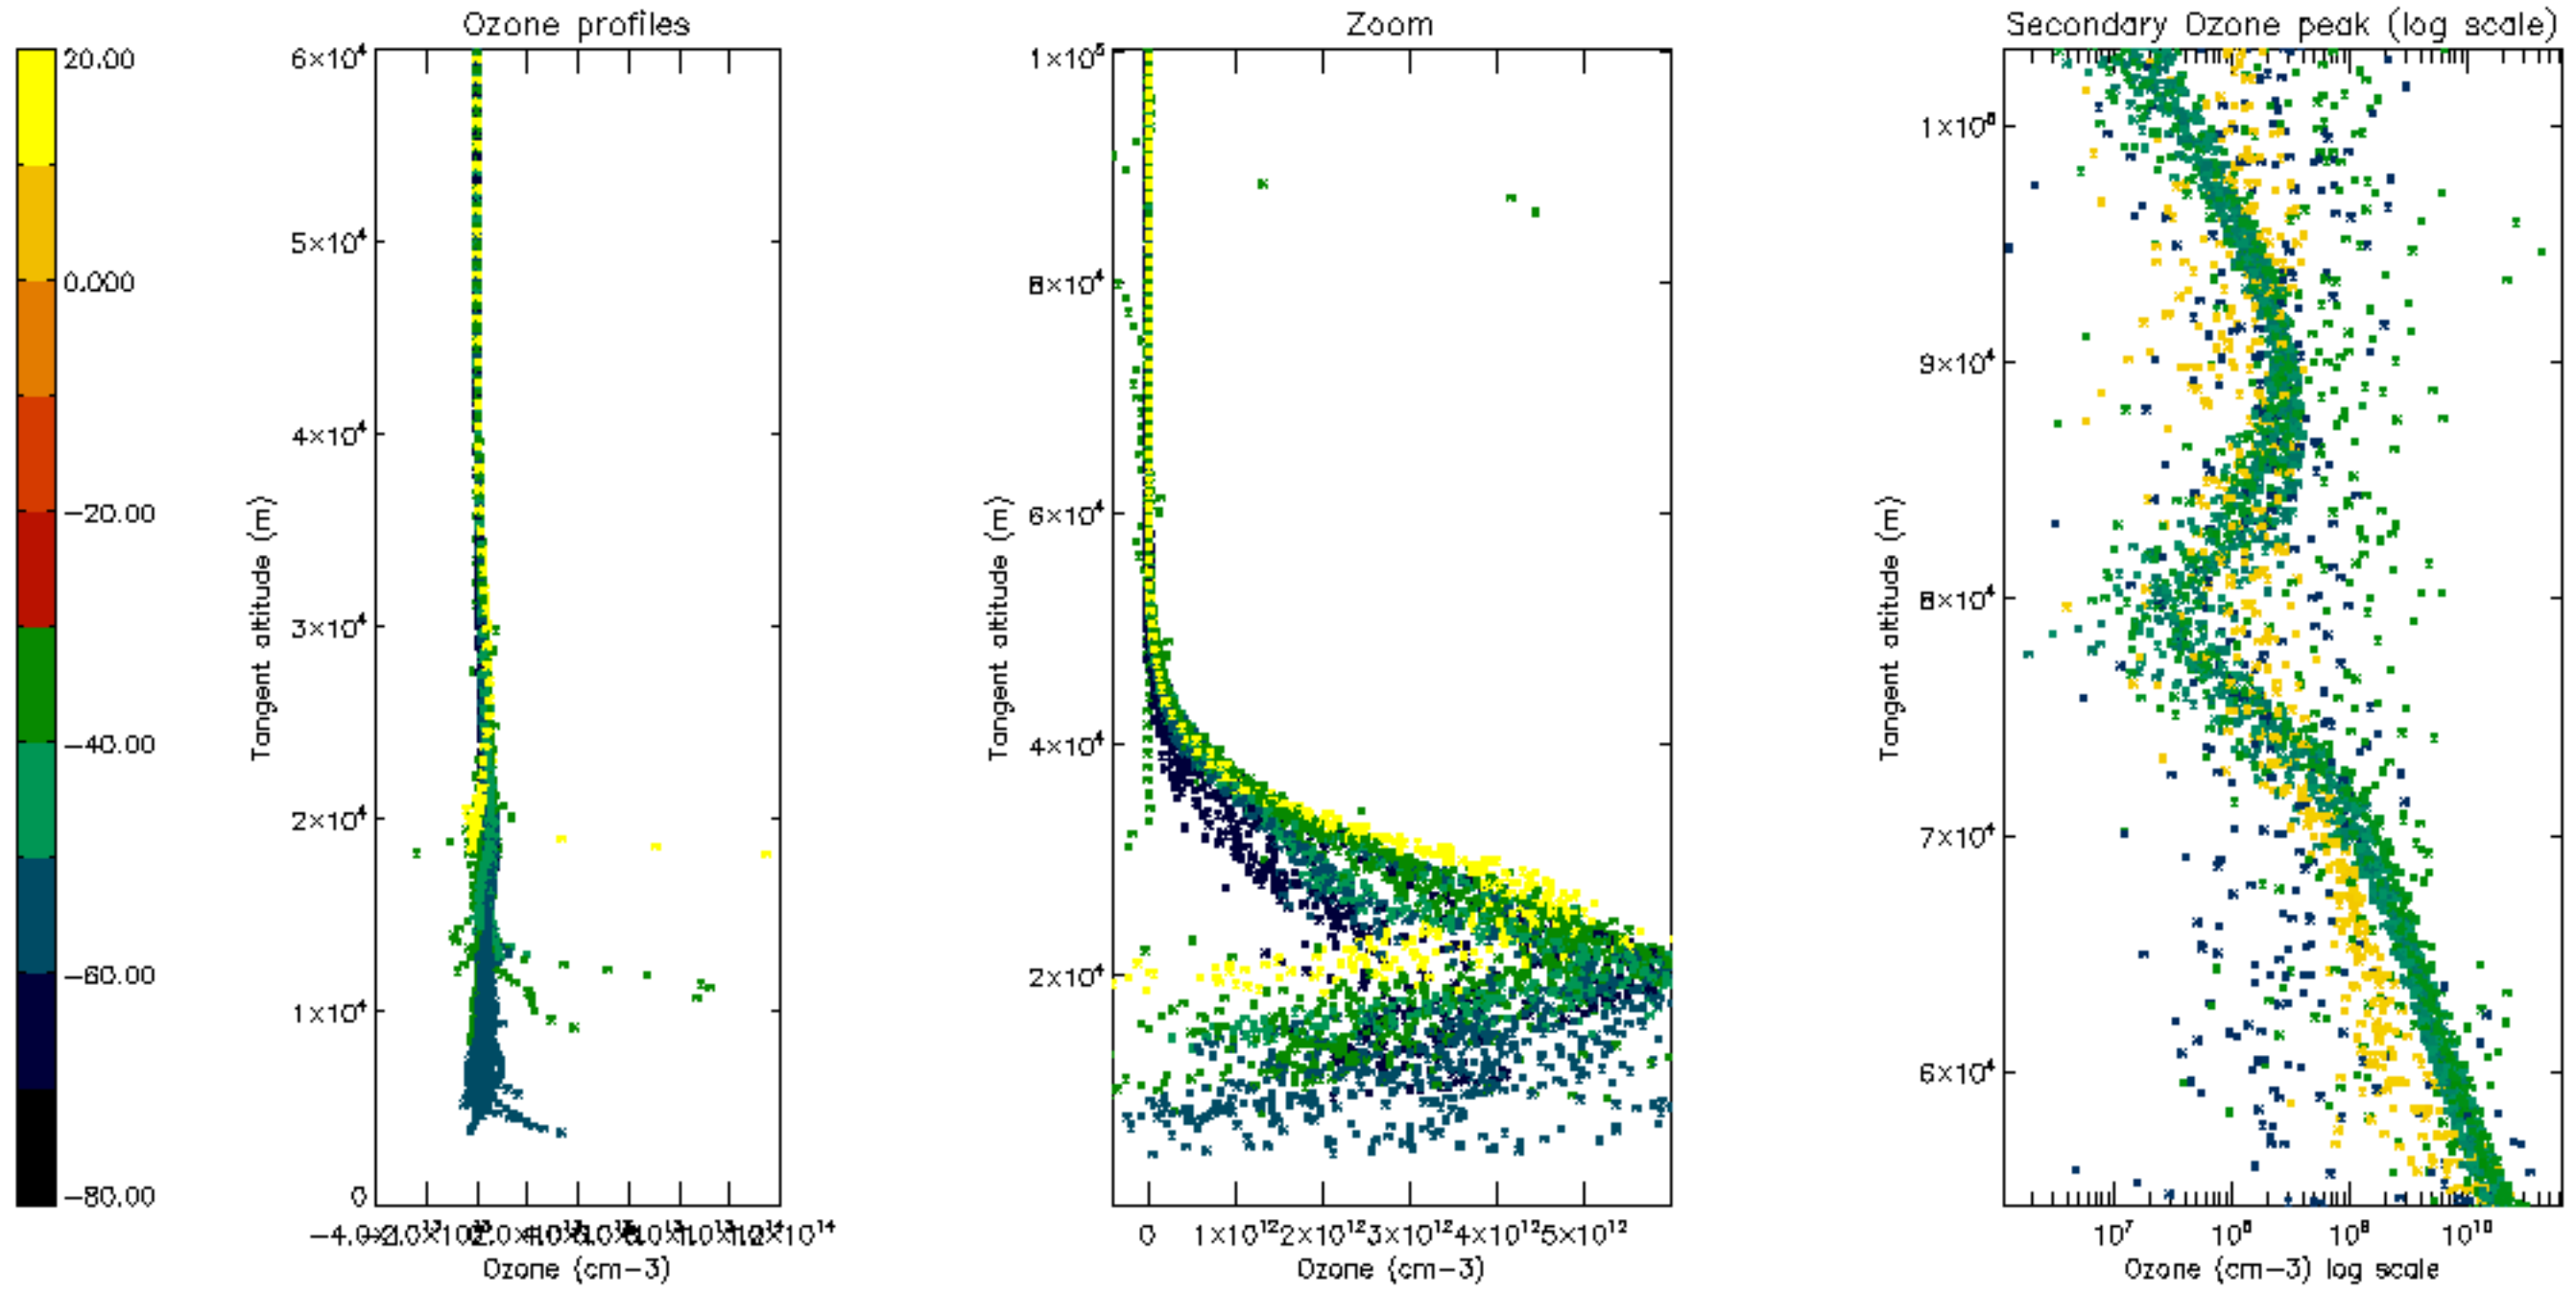 Ozone profiles
Zoom
Secondary Ozone peak (log scale)
20.00
0.000
−20.00
−40.00
−60.00
−80.00
Tangent altitude (m)
6×10⁴
5×10⁴
4×10⁴
3×10⁴
2×10⁴
1×10⁴
0
Ozone (cm−3)
Tangent altitude (m)
1×10⁵
8×10⁴
6×10⁴
4×10⁴
2×10⁴
0 1×10¹² 2×10¹² 3×10¹² 4×10¹² 5×10¹²
Ozone (cm−3)
Tangent altitude (m)
1×10⁵
9×10⁴
8×10⁴
7×10⁴
6×10⁴
10⁷ 10⁸ 10⁹ 10¹⁰
Ozone (cm−3) log scale